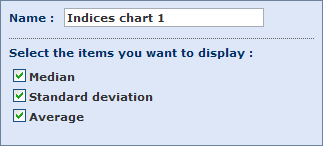 Name : Indices chart 1
Select the items you want to display :
Median
Standard deviation
Average